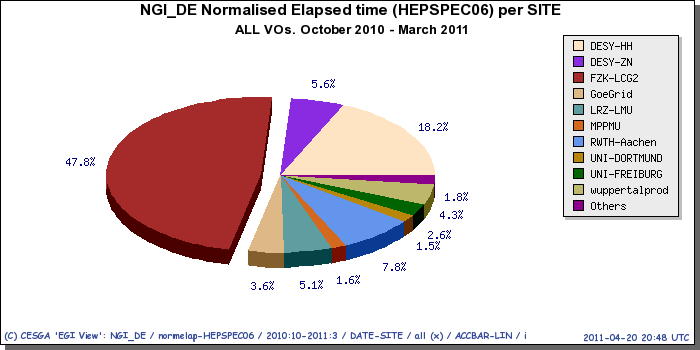 NGI_DE Normalised Elapsed time (HEPSPEC06) per SITE
ALL VOs. October 2010 - March 2011
DESY-HH
DESY-ZN
FZK-LCG2
GoeGrid
LRZ-LMU
MPPMU
RWTH-Aachen
UNI-DORTMUND
UNI-FREIBURG
wuppertalprod
Others
5.6%
18.2%
47.8%
1.8%
4.3%
2.6%
1.5%
7.8%
1.6%
5.1%
3.6%
(C) CESGA 'EGI View': NGI_DE / normelap-HEPSPEC06 / 2010:10-2011:3 / DATE-SITE / all (x) / ACCBAR-LIN / i
2011-04-20 20:48 UTC